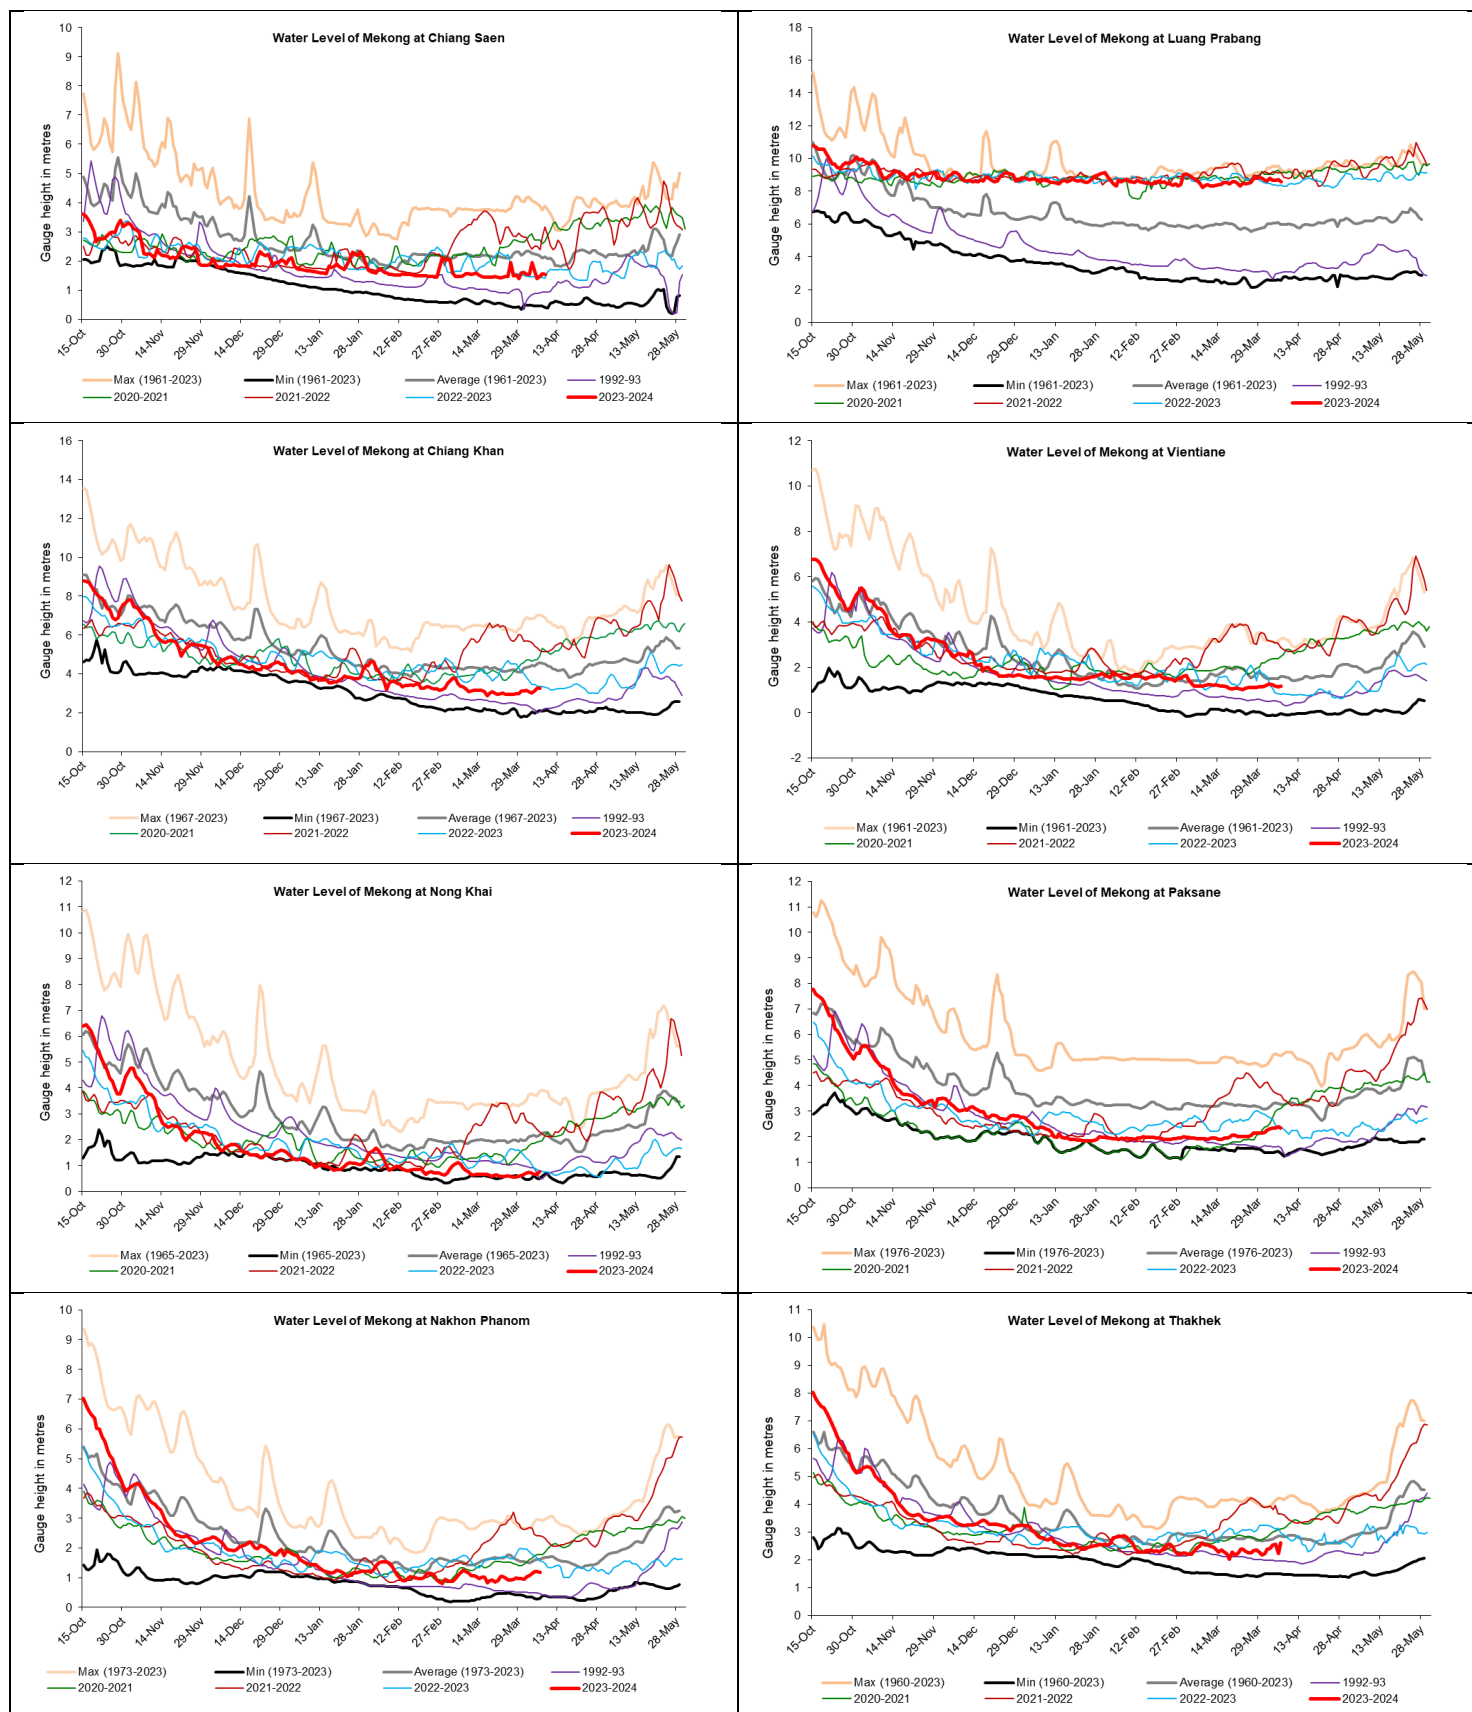 Water Level of Mekong at Chiang Saen
Gauge height in metres
10
9
8
7
6
5
4
3
2
1
0
15-Oct 30-Oct 14-Nov 29-Nov 14-Dec 29-Dec 13-Jan 28-Jan 12-Feb 27-Feb 14-Mar 29-Mar 13-Apr 28-Apr 13-May 28-May
Max (1961-2023) Min (1961-2023) Average (1961-2023) 1992-93
2020-2021 2021-2022 2022-2023 2023-2024
Water Level of Mekong at Luang Prabang
Gauge height in metres
18
16
14
12
10
8
6
4
2
0
15-Oct 30-Oct 14-Nov 29-Nov 14-Dec 29-Dec 13-Jan 28-Jan 12-Feb 27-Feb 14-Mar 29-Mar 13-Apr 28-Apr 13-May 28-May
Max (1961-2023) Min (1961-2023) Average (1961-2023) 1992-93
2020-2021 2021-2022 2022-2023 2023-2024
Water Level of Mekong at Chiang Khan
Gauge height in metres
16
14
12
10
8
6
4
2
0
15-Oct 30-Oct 14-Nov 29-Nov 14-Dec 29-Dec 13-Jan 28-Jan 12-Feb 27-Feb 14-Mar 29-Mar 13-Apr 28-Apr 13-May 28-May
Max (1967-2023) Min (1967-2023) Average (1967-2023) 1992-93
2020-2021 2021-2022 2022-2023 2023-2024
Water Level of Mekong at Vientiane
Gauge height in metres
12
10
8
6
4
2
0
-2
15-Oct 30-Oct 14-Nov 29-Nov 14-Dec 29-Dec 13-Jan 28-Jan 12-Feb 27-Feb 14-Mar 29-Mar 13-Apr 28-Apr 13-May 28-May
Max (1961-2023) Min (1961-2023) Average (1961-2023) 1992-93
2020-2021 2021-2022 2022-2023 2023-2024
Water Level of Mekong at Nong Khai
Gauge height in metres
12
11
10
9
8
7
6
5
4
3
2
1
0
15-Oct 30-Oct 14-Nov 29-Nov 14-Dec 29-Dec 13-Jan 28-Jan 12-Feb 27-Feb 14-Mar 29-Mar 13-Apr 28-Apr 13-May 28-May
Max (1965-2023) Min (1965-2023) Average (1965-2023) 1992-93
2020-2021 2021-2022 2022-2023 2023-2024
Water Level of Mekong at Paksane
Gauge height in metres
12
11
10
9
8
7
6
5
4
3
2
1
0
15-Oct 30-Oct 14-Nov 29-Nov 14-Dec 29-Dec 13-Jan 28-Jan 12-Feb 27-Feb 14-Mar 29-Mar 13-Apr 28-Apr 13-May 28-May
Max (1976-2023) Min (1976-2023) Average (1976-2023) 1992-93
2020-2021 2021-2022 2022-2023 2023-2024
Water Level of Mekong at Nakhon Phanom
Gauge height in metres
10
9
8
7
6
5
4
3
2
1
0
15-Oct 30-Oct 14-Nov 29-Nov 14-Dec 29-Dec 13-Jan 28-Jan 12-Feb 27-Feb 14-Mar 29-Mar 13-Apr 28-Apr 13-May 28-May
Max (1973-2023) Min (1973-2023) Average (1973-2023) 1992-93
2020-2021 2021-2022 2022-2023 2023-2024
Water Level of Mekong at Thakhek
Gauge height in metres
11
10
9
8
7
6
5
4
3
2
1
0
15-Oct 30-Oct 14-Nov 29-Nov 14-Dec 29-Dec 13-Jan 28-Jan 12-Feb 27-Feb 14-Mar 29-Mar 13-Apr 28-Apr 13-May 28-May
Max (1960-2023) Min (1960-2023) Average (1960-2023) 1992-93
2020-2021 2021-2022 2022-2023 2023-2024